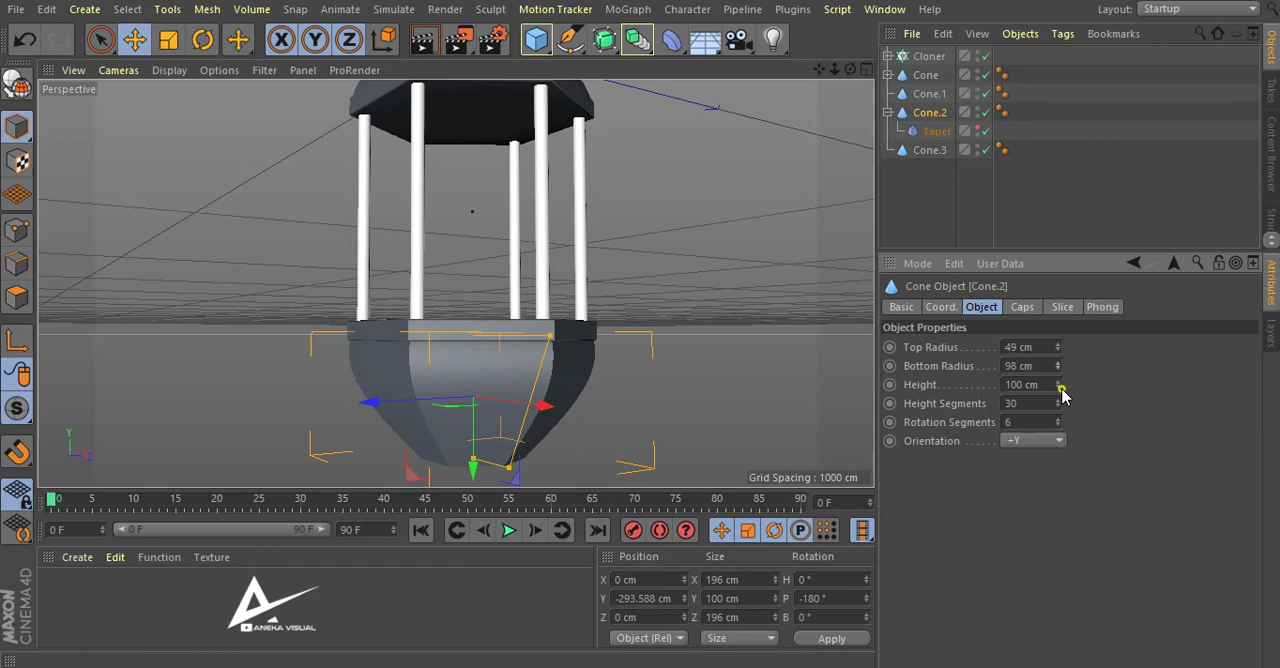 File Edit Create Select Tools Mesh Volume Snap Animate Simulate Render Sculpt Motion Tracker MoGraph Character Pipeline Plugins Script Window Help Layout: Startup
X Y Z
File Edit View Objects Tags Bookmarks
View Cameras Display Options Filter Panel ProRender
Perspective
Cloner
Cone
Cone.1
Cone.2
Taper
Cone.3
Objects
Takes
Content Browser
Attributes
Layers
Mode Edit User Data
Cone Object [Cone.2]
Basic Coord. Object Caps Slice Phong
Object Properties
Top Radius . . . . . . 49 cm
Bottom Radius . . 98 cm
Height . . . . . . . . . . 100 cm
Height Segments 30
Rotation Segments 6
Orientation . . . . . +Y
Y
Grid Spacing : 1000 cm
0 5 10 15 20 25 30 35 40 45 50 55 60 65 70 75 80 85 90 0 F
0 F 0 F 90 F 90 F
Create Edit Function Texture
ANEKA VISUAL
Position Size Rotation
X 0 cm X 196 cm H 0 °
Y -293.588 cm Y 100 cm P -180 °
Z 0 cm Z 196 cm B 0 °
Object (Rel) Size Apply
MAXON
CINEMA 4D